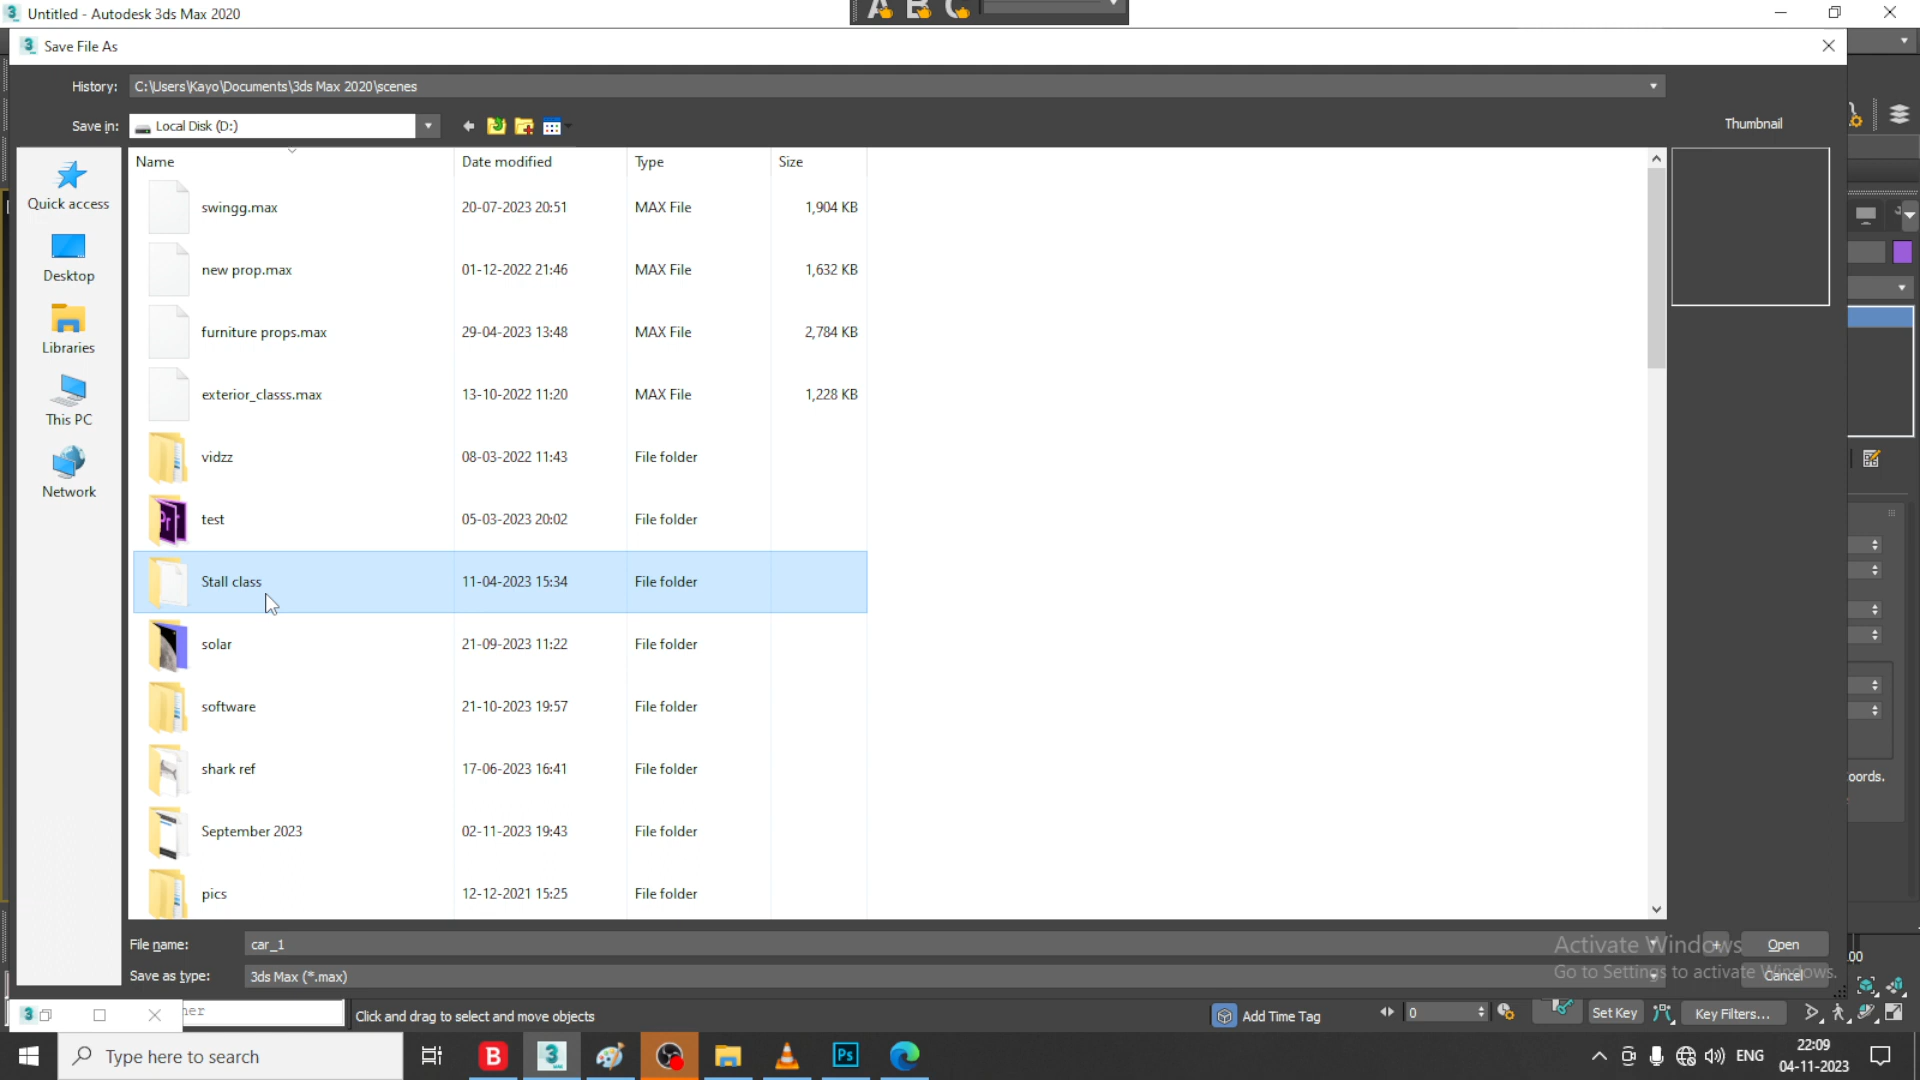 Untitled - Autodesk 3ds Max 2020
A B C
Save File As
History: C:\Users\Kayo\Documents\3ds Max 2020\scenes
Save in: Local Disk (D:)
Thumbnail
Quick access
Desktop
Libraries
This PC
Network
Name Date modified Type Size
swingg.max 20-07-2023 20:51 MAX File 1,904 KB
new prop.max 01-12-2022 21:46 MAX File 1,632 KB
furniture props.max 29-04-2023 13:48 MAX File 2,784 KB
exterior_classs.max 13-10-2022 11:20 MAX File 1,228 KB
vidzz 08-03-2022 11:43 File folder
test 05-03-2023 20:02 File folder
Stall class 11-04-2023 15:34 File folder
solar 21-09-2023 11:22 File folder
software 21-10-2023 19:57 File folder
shark ref 17-06-2023 16:41 File folder
September 2023 02-11-2023 19:43 File folder
pics 12-12-2021 15:25 File folder
oords.
File name: car_1
+ Open
Save as type: 3ds Max (*.max)
Cancel
Activate Windows
Go to Settings to activate Windows.
00
ner
Click and drag to select and move objects
Add Time Tag
0
Set Key
Key Filters...
Type here to search
ENG
22:09
04-11-2023